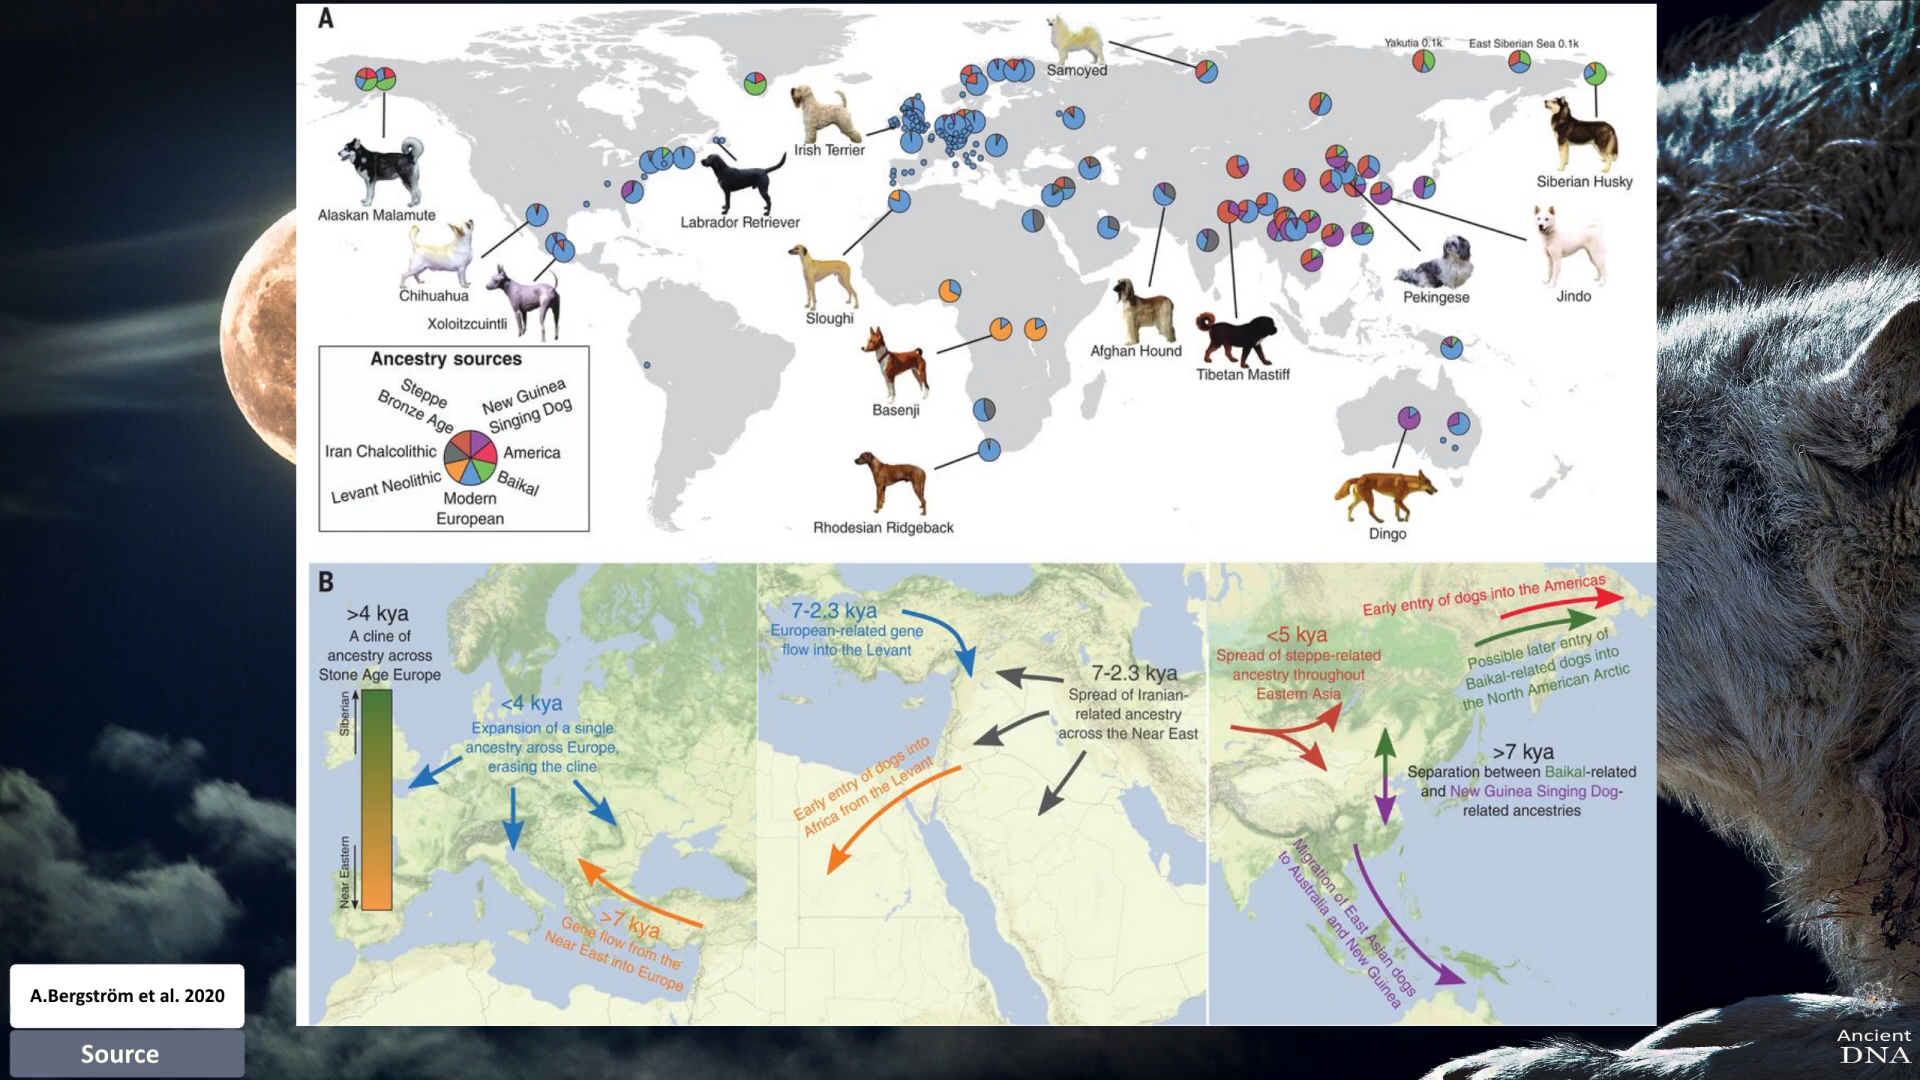 A
Samoyed
Yakutia 0.1k
East Siberian Sea 0.1k
Irish Terrier
Alaskan Malamute
Labrador Retriever
Siberian Husky
Chihuahua
Xoloitzcuintli
Sloughi
Afghan Hound
Tibetan Mastiff
Pekingese
Jindo
Basenji
Rhodesian Ridgeback
Dingo
Ancestry sources
Steppe
Bronze Age
New Guinea
Singing Dog
Iran Chalcolithic
America
Levant Neolithic
Baikal
Modern
European
B
>4 kya
A cline of
ancestry across
Stone Age Europe
Siberian
Near Eastern
<4 kya
Expansion of a single
ancestry aross Europe,
erasing the cline
>7 kya
Gene flow from the
Near East into Europe
7-2.3 kya
European-related gene
flow into the Levant
7-2.3 kya
Spread of Iranian-
related ancestry
across the Near East
Early entry of dogs into
Africa from the Levant
Early entry of dogs into the Americas
<5 kya
Spread of steppe-related
ancestry throughout
Eastern Asia
Possible later entry of
Baikal-related dogs into
the North American Arctic
>7 kya
Separation between Baikal-related
and New Guinea Singing Dog-
related ancestries
Migration of East Asian dogs
to Australia and New Guinea
A.Bergström et al. 2020
Source
Ancient
DNA